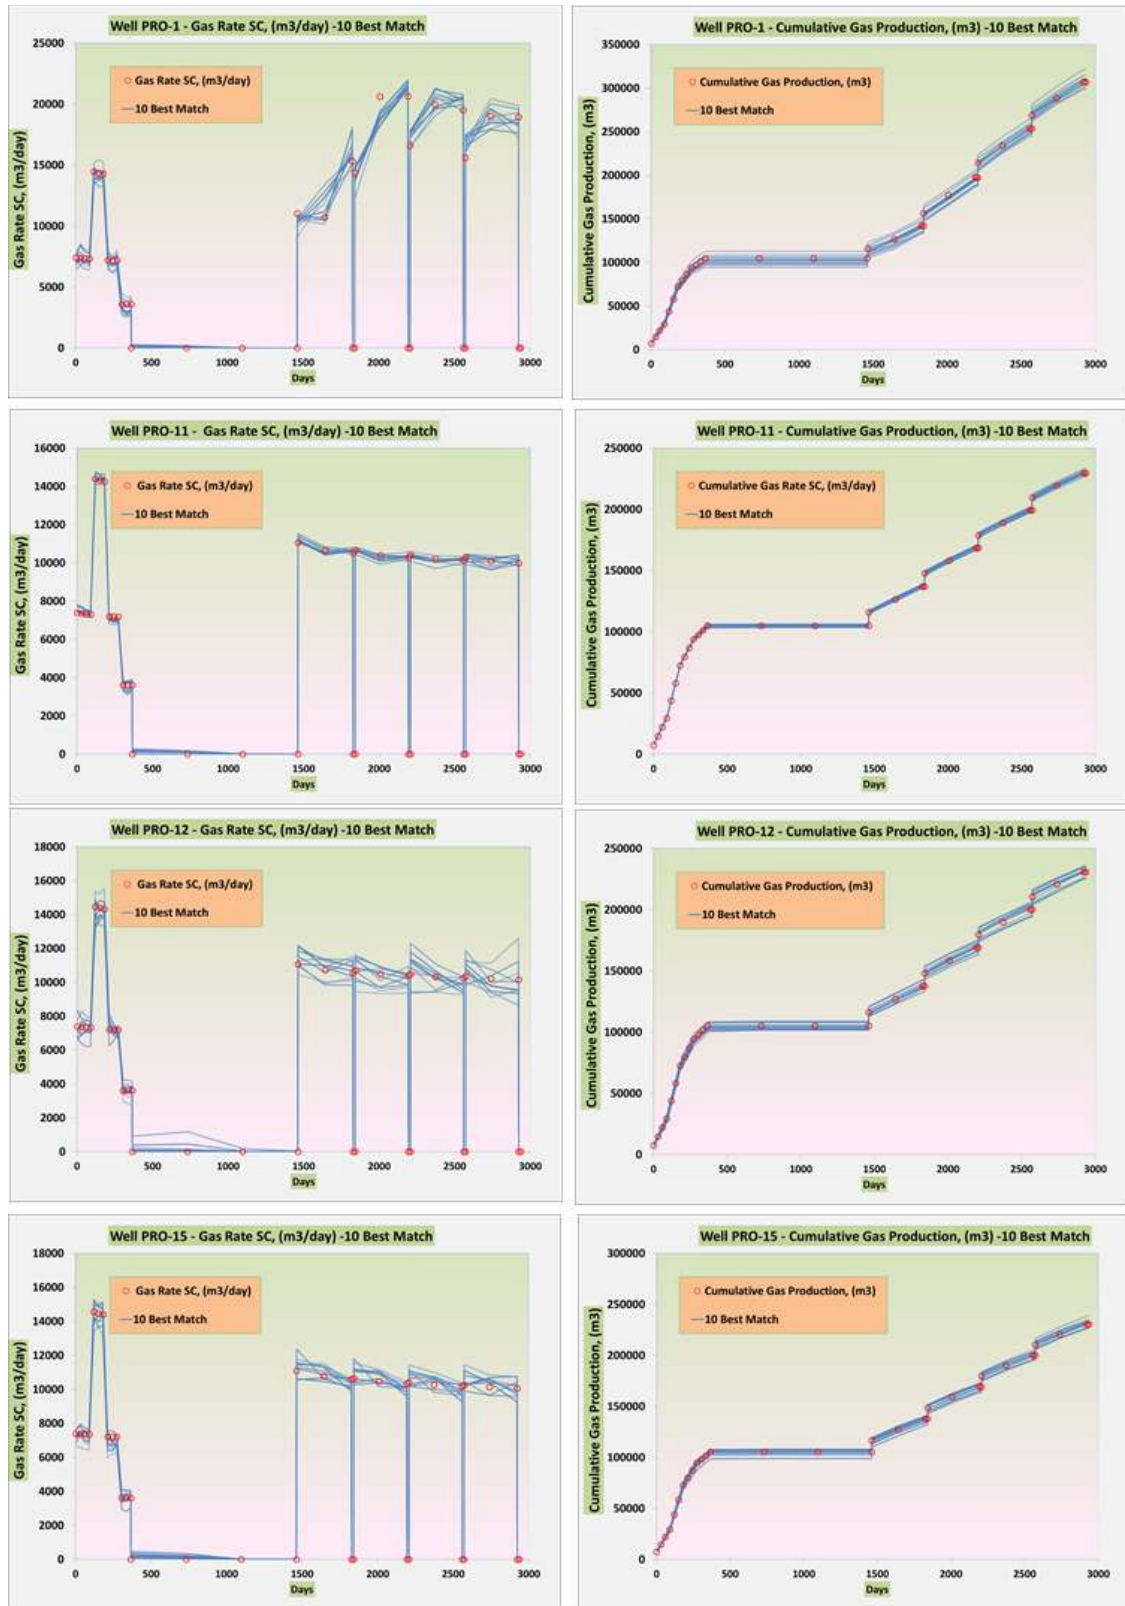 Well PRO-1 - Gas Rate SC, (m3/day) -10 Best Match
25000
20000
15000
10000
5000
0
Gas Rate SC, (m3/day)
Gas Rate SC, (m3/day)
10 Best Match
0 500 1000 1500 2000 2500 3000
Days
Well PRO-1 - Cumulative Gas Production, (m3) -10 Best Match
350000
300000
250000
200000
150000
100000
50000
0
Cumulative Gas Production, (m3)
Cumulative Gas Production, (m3)
10 Best Match
0 500 1000 1500 2000 2500 3000
Days
Well PRO-11 - Gas Rate SC, (m3/day) -10 Best Match
16000
14000
12000
10000
8000
6000
4000
2000
0
Gas Rate SC, (m3/day)
Gas Rate SC, (m3/day)
10 Best Match
0 500 1000 1500 2000 2500 3000
Days
Well PRO-11 - Cumulative Gas Production, (m3) -10 Best Match
250000
200000
150000
100000
50000
0
Cumulative Gas Production, (m3)
Cumulative Gas Rate SC, (m3/day)
10 Best Match
0 500 1000 1500 2000 2500 3000
Days
Well PRO-12 - Gas Rate SC, (m3/day) -10 Best Match
18000
16000
14000
12000
10000
8000
6000
4000
2000
0
Gas Rate SC, (m3/day)
Gas Rate SC, (m3/day)
10 Best Match
0 500 1000 1500 2000 2500 3000
Days
Well PRO-12 - Cumulative Gas Production, (m3) -10 Best Match
250000
200000
150000
100000
50000
0
Cumulative Gas Production, (m3)
Cumulative Gas Production, (m3)
10 Best Match
0 500 1000 1500 2000 2500 3000
Days
Well PRO-15 - Gas Rate SC, (m3/day) -10 Best Match
18000
16000
14000
12000
10000
8000
6000
4000
2000
0
Gas Rate SC, (m3/day)
Gas Rate SC, (m3/day)
10 Best Match
0 500 1000 1500 2000 2500 3000
Days
Well PRO-15 - Cumulative Gas Production, (m3) -10 Best Match
300000
250000
200000
150000
100000
50000
0
Cumulative Gas Production, (m3)
Cumulative Gas Production, (m3)
10 Best Match
0 500 1000 1500 2000 2500 3000
Days